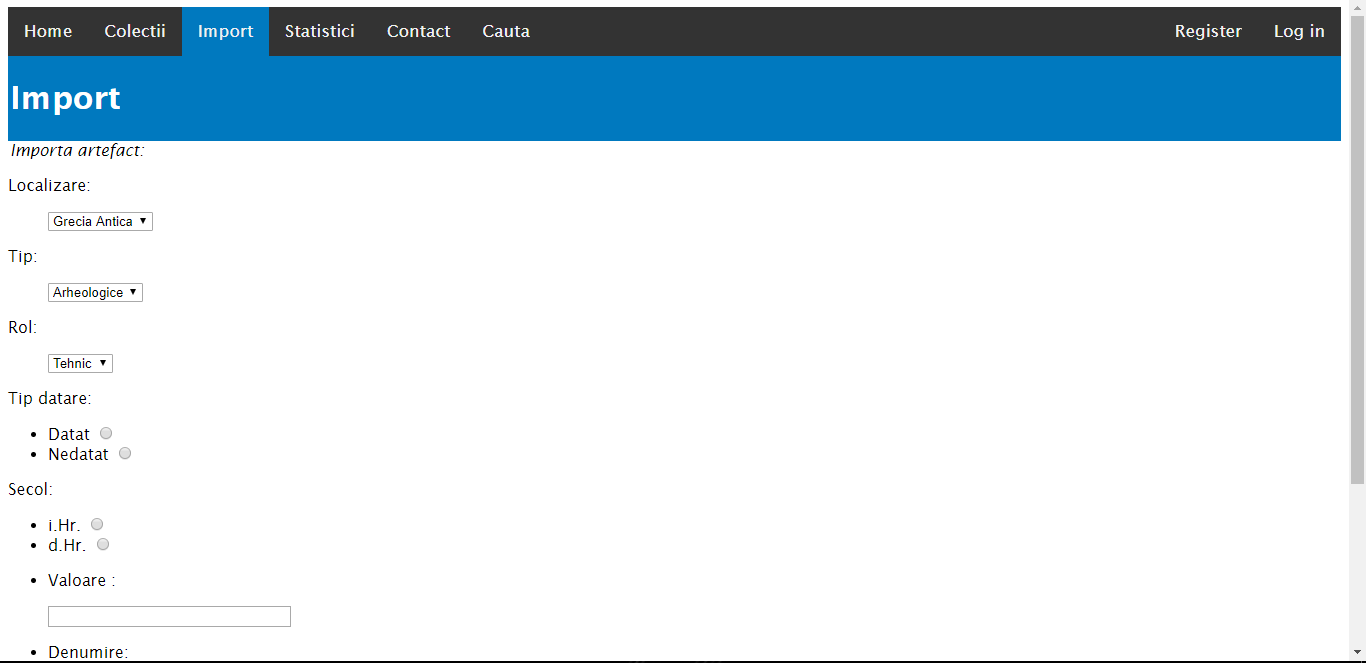 Home Colectii Import Statistici Contact Cauta Register Log in
Import
Importa artefact:
Localizare:
Grecia Antica
Tip:
Arheologice
Rol:
Tehnic
Tip datare:
Datat
Nedatat
Secol:
i.Hr.
d.Hr.
Valoare :
Denumire: